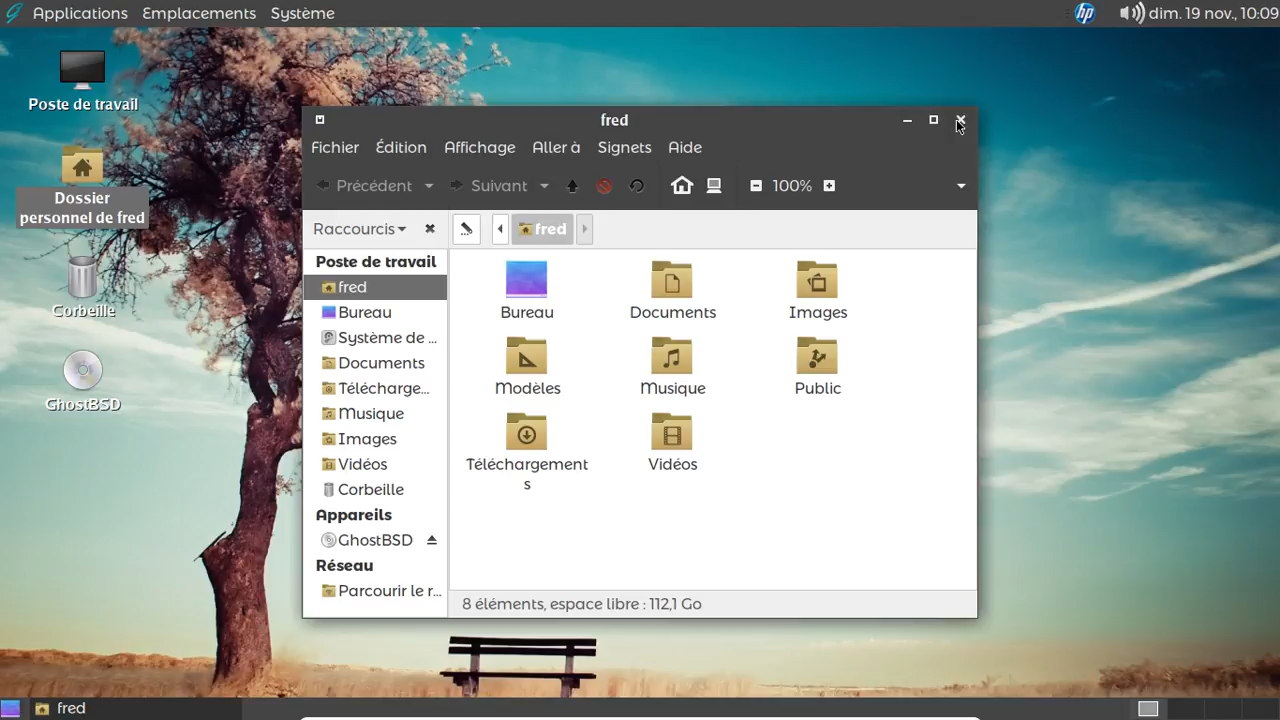 Applications Emplacements Système
dim. 19 nov., 10:09
Poste de travail
Dossier
personnel de fred
Corbeille
GhostBSD
fred
Fichier Édition Affichage Aller à Signets Aide
Précédent Suivant 100%
Raccourcis
fred
Poste de travail
fred
Bureau
Système de ...
Documents
Télécharge...
Musique
Images
Vidéos
Corbeille
Appareils
GhostBSD
Réseau
Parcourir le r...
Bureau Documents Images
Modèles Musique Public
Téléchargement
s
Vidéos
8 éléments, espace libre : 112,1 Go
fred